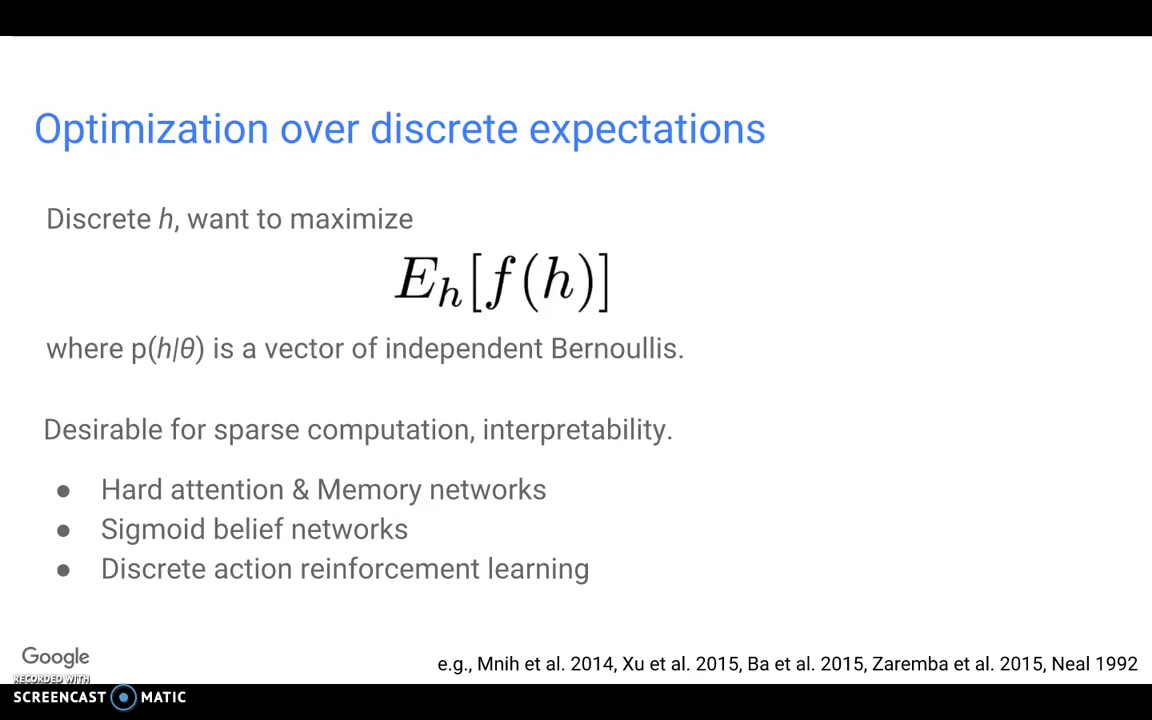 Optimization over discrete expectations
Discrete h, want to maximize
E_h[f(h)]
where p(h|θ) is a vector of independent Bernoullis.
Desirable for sparse computation, interpretability.
● Hard attention & Memory networks
● Sigmoid belief networks
● Discrete action reinforcement learning
Google
e.g., Mnih et al. 2014, Xu et al. 2015, Ba et al. 2015, Zaremba et al. 2015, Neal 1992
RECORDED WITH
SCREENCAST MATIC